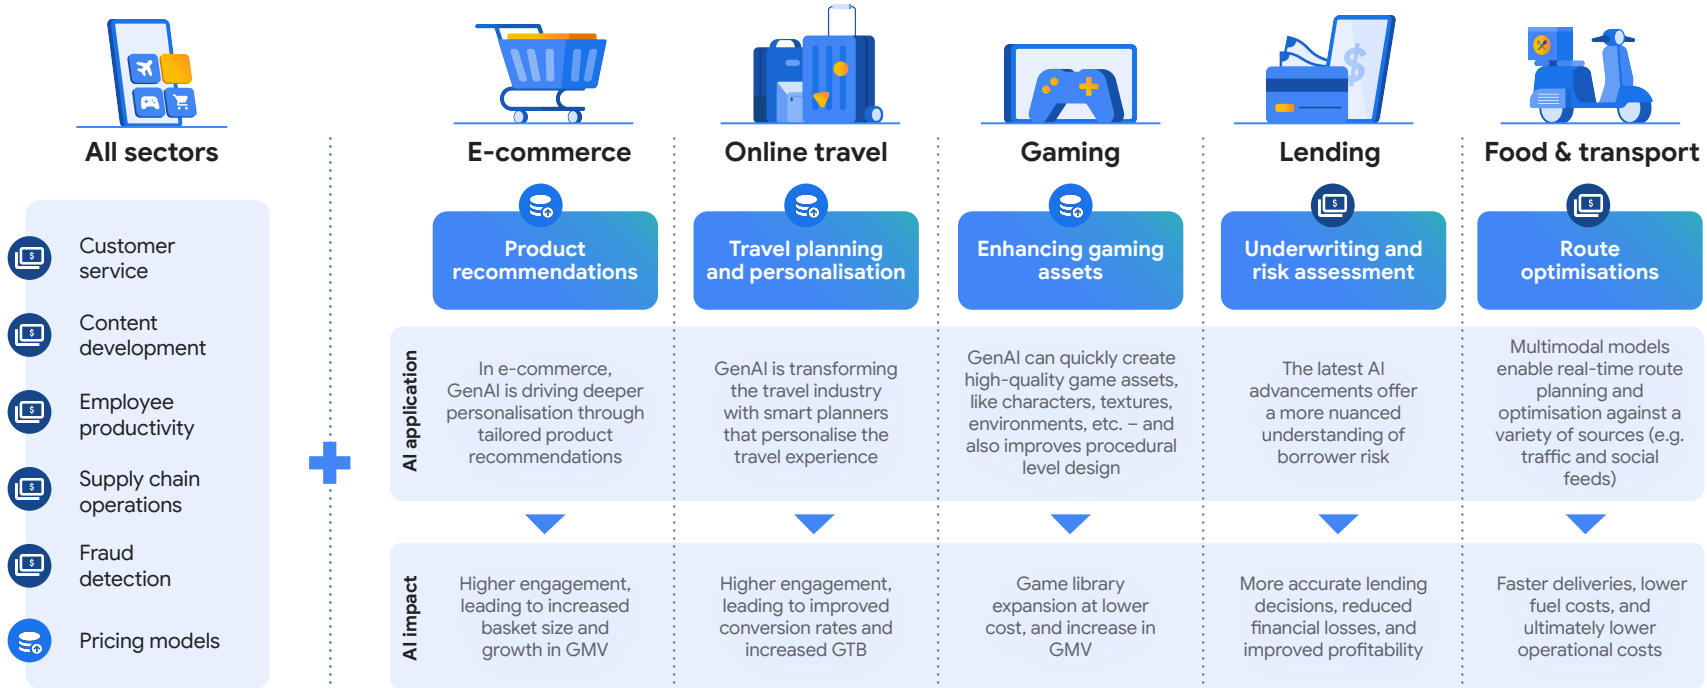 All sectors
Customer
service
Content
development
Employee
productivity
Supply chain
operations
Fraud
detection
Pricing models
E-commerce
Product
recommendations
Online travel
Travel planning
and personalisation
Gaming
Enhancing gaming
assets
Lending
Underwriting and
risk assessment
Food & transport
Route
optimisations
AI application
In e-commerce,
GenAI is driving deeper
personalisation through
tailored product
recommendations
GenAI is transforming
the travel industry
with smart planners
that personalise the
travel experience
GenAI can quickly create
high-quality game assets,
like characters, textures,
environments, etc. – and
also improves procedural
level design
The latest AI
advancements offer
a more nuanced
understanding of
borrower risk
Multimodal models
enable real-time route
planning and
optimisation against a
variety of sources (e.g.
traffic and social
feeds)
AI impact
Higher engagement,
leading to increased
basket size and
growth in GMV
Higher engagement,
leading to improved
conversion rates and
increased GTB
Game library
expansion at lower
cost, and increase in
GMV
More accurate lending
decisions, reduced
financial losses, and
improved profitability
Faster deliveries, lower
fuel costs, and
ultimately lower
operational costs